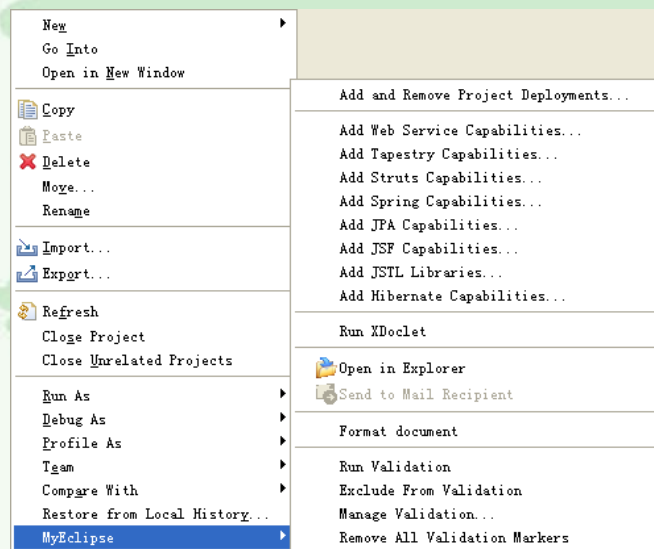 New
Go Into
Open in New Window
Copy
Paste
Delete
Move...
Rename
Import...
Export...
Refresh
Close Project
Close Unrelated Projects
Run As
Debug As
Profile As
Team
Compare With
Restore from Local History...
MyEclipse
Add and Remove Project Deployments...
Add Web Service Capabilities...
Add Tapestry Capabilities...
Add Struts Capabilities...
Add Spring Capabilities...
Add JPA Capabilities...
Add JSF Capabilities...
Add JSTL Libraries...
Add Hibernate Capabilities...
Run XDoclet
Open in Explorer
Send to Mail Recipient
Format document
Run Validation
Exclude From Validation
Manage Validation...
Remove All Validation Markers